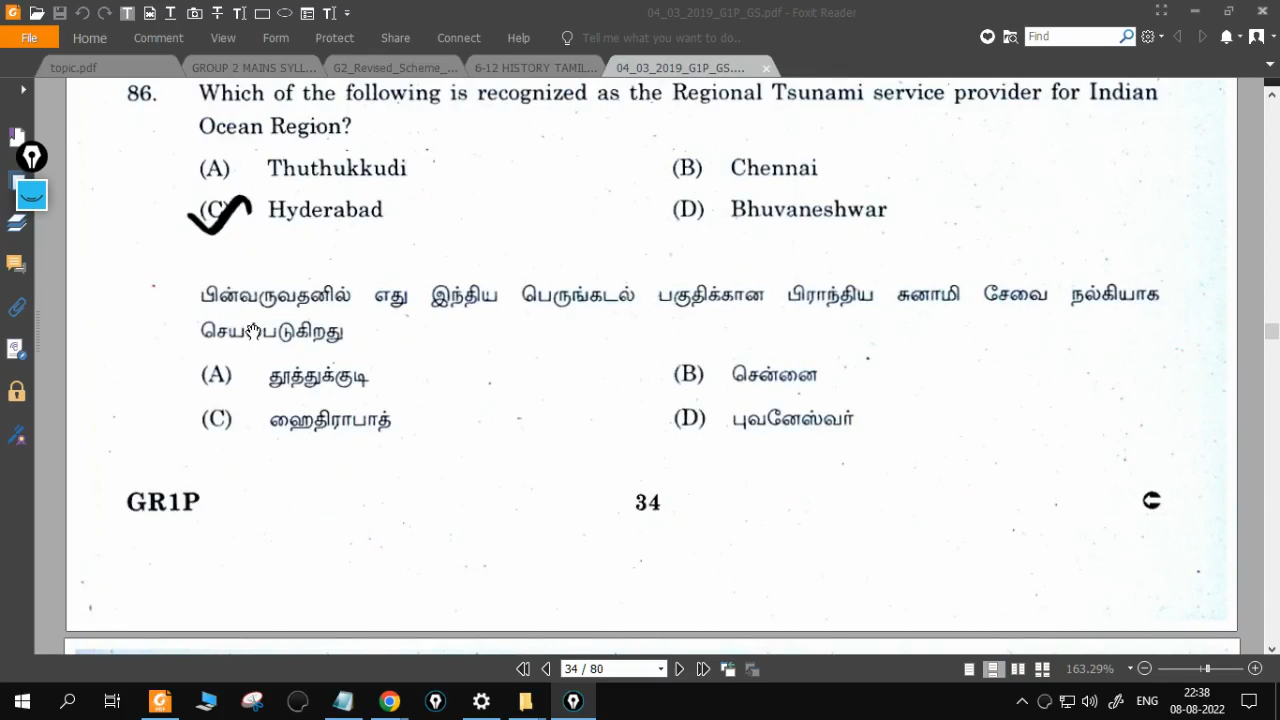 04_03_2019_G1P_GS.pdf - Foxit Reader
File Home Comment View Form Protect Share Connect Help Tell me what you want to do.. Find
topic.pdf GROUP 2 MAINS SYLL... G2_Revised_Scheme_... 6-12 HISTORY TAMIL... 04_03_2019_G1P_GS....
86. Which of the following is recognized as the Regional Tsunami service provider for Indian
Ocean Region?
(A) Thuthukkudi (B) Chennai
(C) Hyderabad (D) Bhuvaneshwar
பின்வருவதனில் எது இந்திய பெருங்கடல் பகுதிக்கான பிராந்திய சுனாமி சேவை நல்கியாக
செயல்படுகிறது
(A) தூத்துக்குடி (B) சென்னை
(C) ஹைதிராபாத் (D) புவனேஸ்வர்
GR1P 34
34 / 80 163.29%
ENG 22:38
08-08-2022